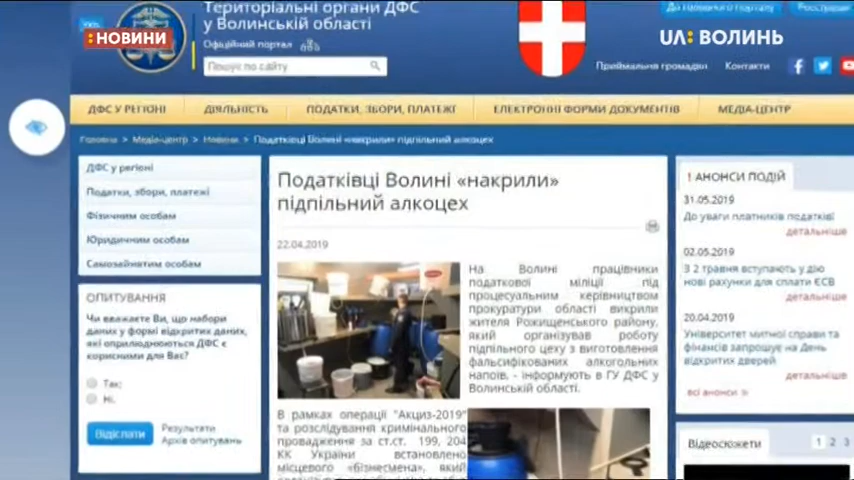 Територіальні органи ДФС
у Волинській області
Офіційний портал
Пошук по сайту
До головного порталу
Приймальня громадян
Контакти
НОВИНИ
UA: ВОЛИНЬ
ДФС У РЕГІОНІ
ДІЯЛЬНІСТЬ
ПОДАТКИ, ЗБОРИ, ПЛАТЕЖІ
ЕЛЕКТРОННІ ФОРМИ ДОКУМЕНТІВ
МЕДІА-ЦЕНТР
Головна > Медіа-центр > Новини > Податківці Волині «накрили» підпільний алкоцех
ДФС у регіоні
Податки, збори, платежі
Фізичним особам
Юридичним особам
Самозайнятим особам
ОПИТУВАННЯ
Чи вважаєте Ви, що набори
даних у формі відкритих даних,
які оприлюднюються ДФС є
корисними для Вас?
Так;
Ні.
Відіслати
Результати
Архів опитувань
Податківці Волині «накрили»
підпільний алкоцех
22.04.2019
На Волині працівники
податкової міліції під
процесуальним керівництвом
прокуратури області викрили
жителя Рожищенського району,
який організував роботу
підпільного цеху з виготовлення
фальсифікованих алкогольних
напоїв, - інформують в ГУ ДФС у
Волинській області.
В рамках операції "Акциз-2019"
та розслідування кримінального
провадження за ст.ст. 199, 204
КК України встановлено
місцевого «бізнесмена», який
! АНОНСИ ПОДІЙ
31.05.2019
До уваги платників податків!
детальніше
02.05.2019
З 2 травня вступають у дію
нові рахунки для сплати ЄСВ
детальніше
20.04.2019
Університет митної справи та
фінансів запрошує на День
відкритих дверей
детальніше
всі анонси
Відеосюжети
1 2 3